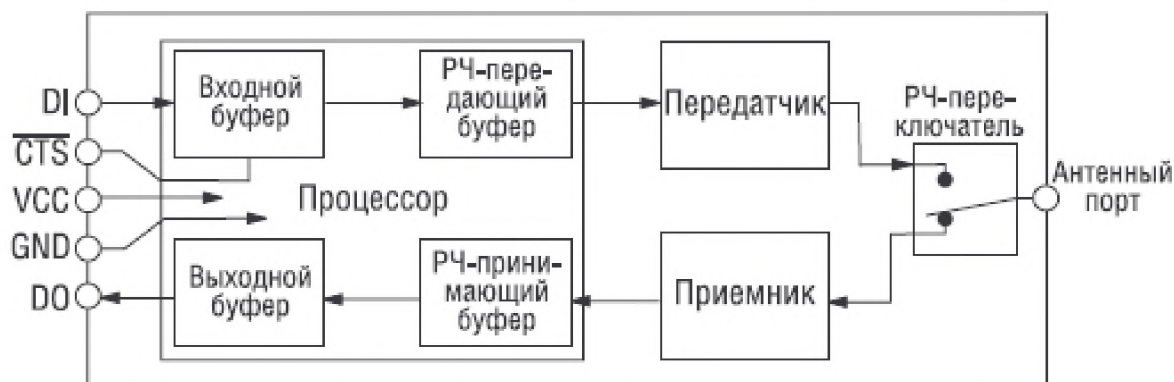 DI
CTS
VCC
GND
DO
Входной
буфер
РЧ-пере-
дающий
буфер
Передатчик
РЧ-пере-
ключатель
Антенный
порт
Процессор
Выходной
буфер
РЧ-прини-
мающий
буфер
Приемник